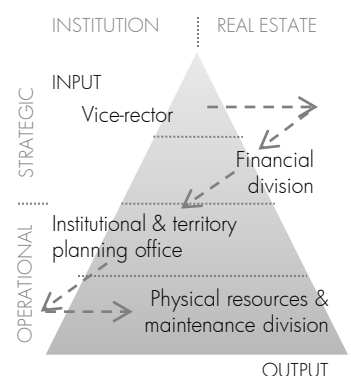 INSTITUTION
REAL ESTATE
STRATEGIC
INPUT
Vice-rector
Financial
division
OPERATIONAL
Institutional & territory
planning office
Physical resources &
maintenance division
OUTPUT